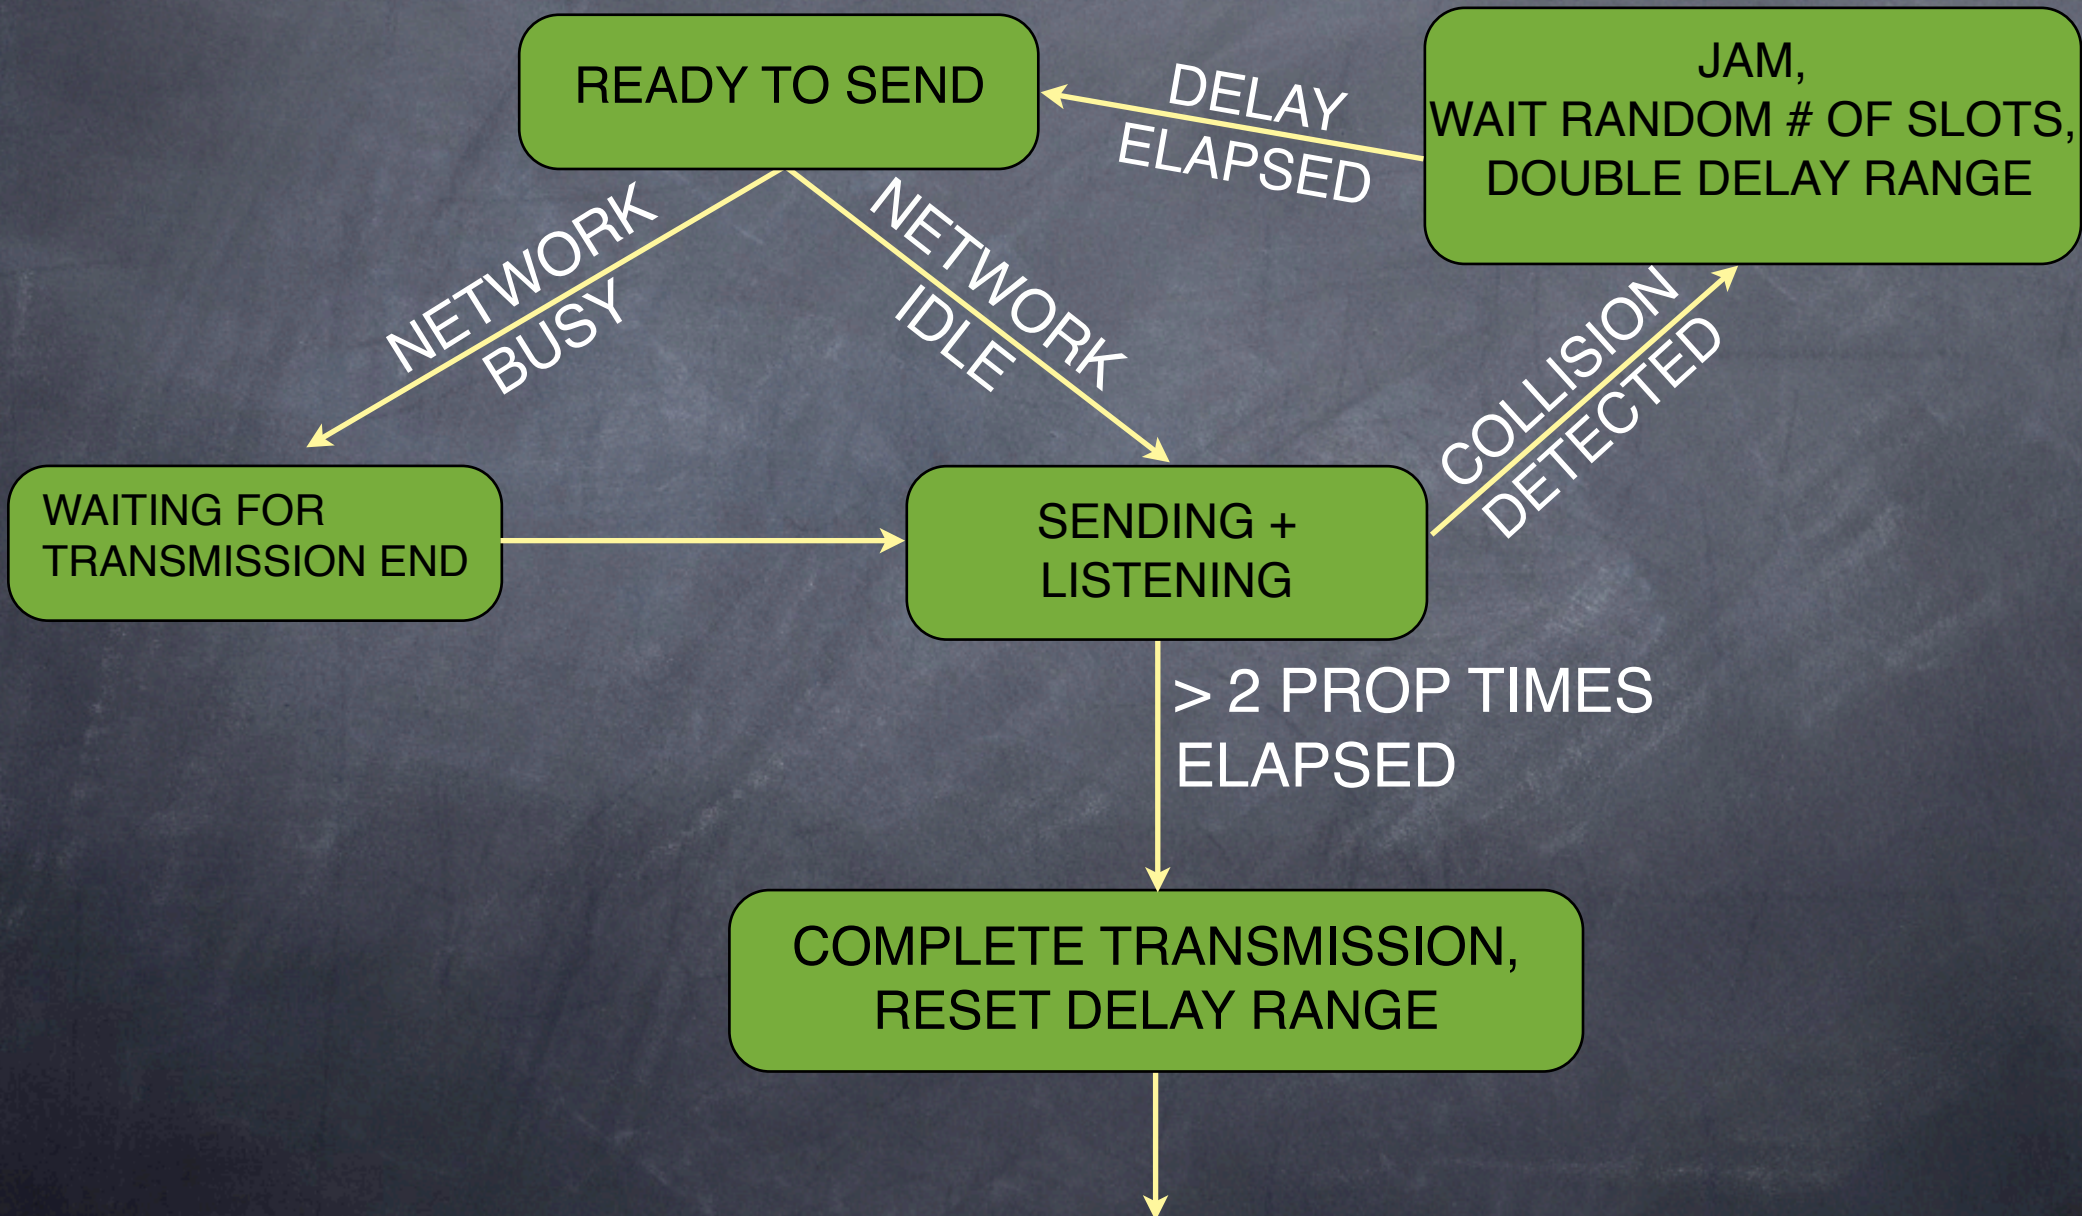 READY TO SEND
JAM,
WAIT RANDOM # OF SLOTS,
DOUBLE DELAY RANGE
DELAY
ELAPSED
NETWORK
BUSY
NETWORK
IDLE
COLLISION
DETECTED
WAITING FOR
TRANSMISSION END
SENDING +
LISTENING
> 2 PROP TIMES
ELAPSED
COMPLETE TRANSMISSION,
RESET DELAY RANGE